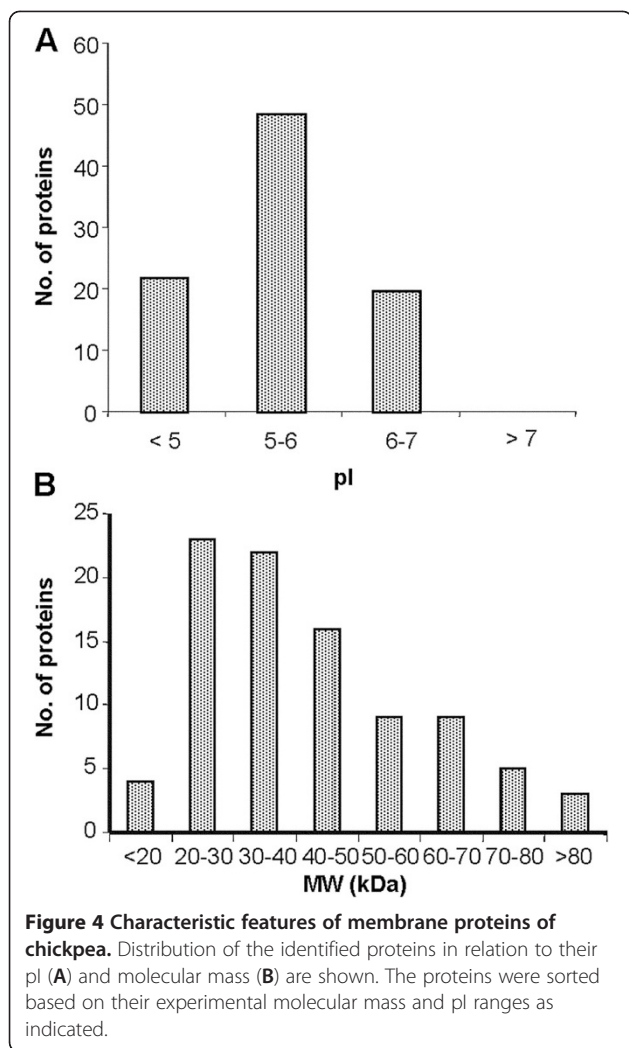 A
60
50
40
30
20
10
0
No. of proteins
< 5 5-6 6-7 > 7
pI
B
25
20
15
10
5
0
No. of proteins
<20 20-30 30-40 40-50 50-60 60-70 70-80 >80
MW (kDa)
Figure 4 Characteristic features of membrane proteins of
chickpea. Distribution of the identified proteins in relation to their
pI (A) and molecular mass (B) are shown. The proteins were sorted
based on their experimental molecular mass and pI ranges as
indicated.